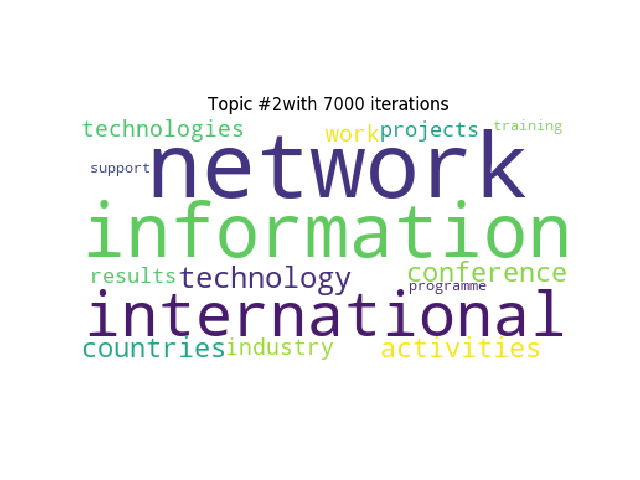 Topic #2with 7000 iterations
technologies work projects training
support network
information
results technology conference
programme
international
countries industry activities